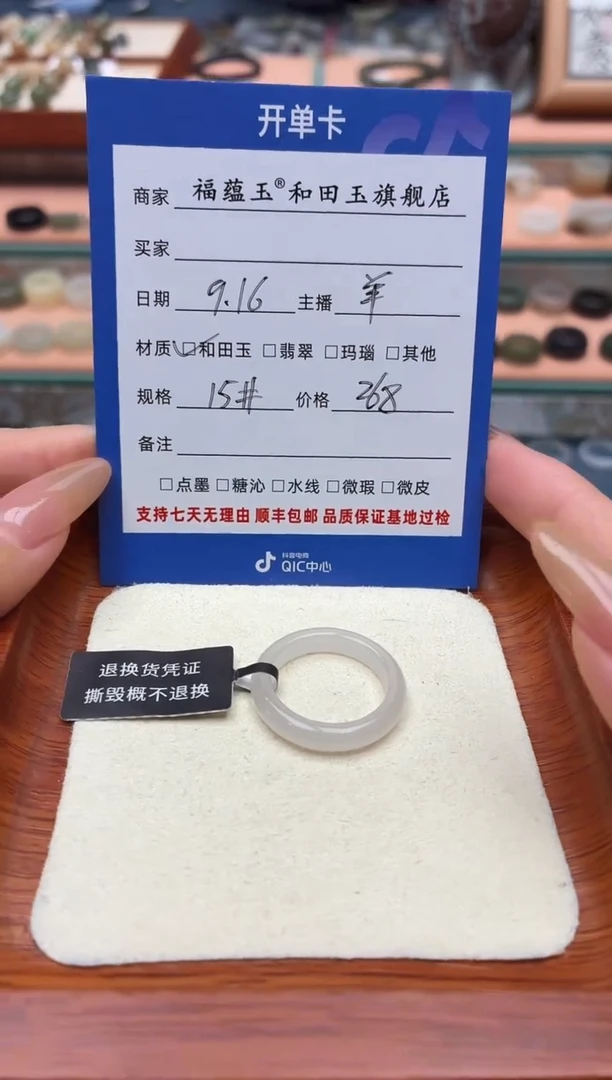 开单卡
商家 福蕴玉®和田玉旗舰店
买家
日期 9.16 主播 羊
材质 ☑和田玉 □翡翠 □玛瑙 □其他
规格 15# 价格 268
备注
□点墨 □糖沁 □水线 □微瑕 □微皮
支持七天无理由 顺丰包邮 品质保证基地过检
抖音电商
QIC中心
退换货凭证
撕毁概不退换